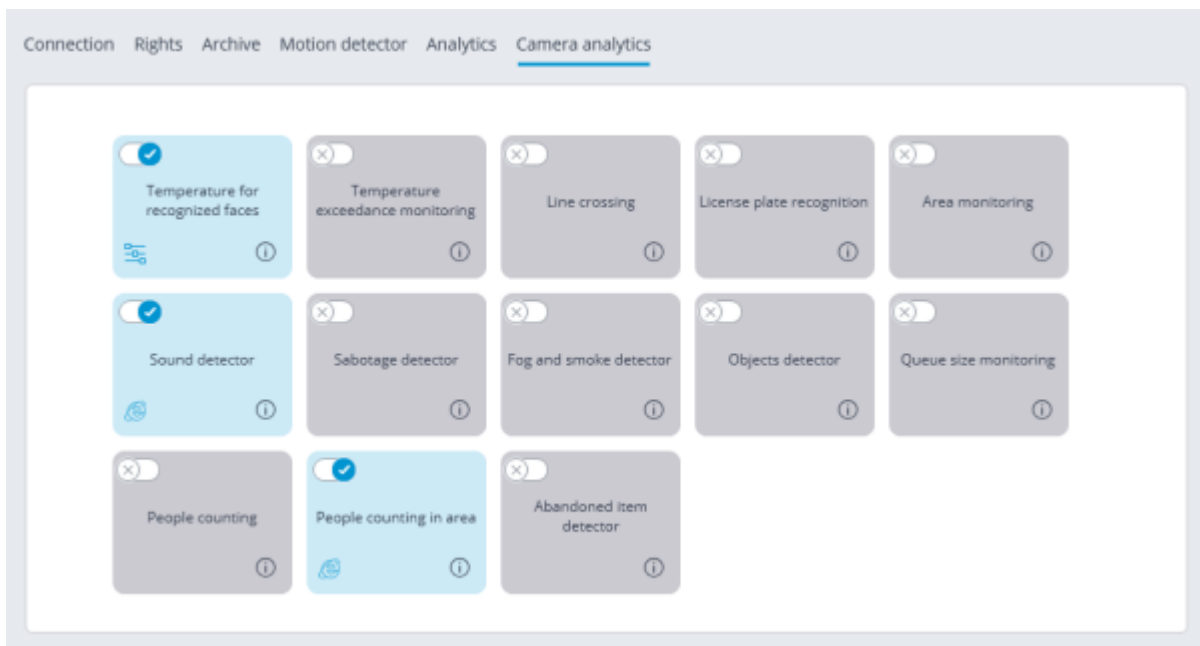 Connection Rights Archive Motion detector Analytics Camera analytics
Temperature for
recognized faces
Temperature
exceedance monitoring
Line crossing
License plate recognition
Area monitoring
Sound detector
Sabotage detector
Fog and smoke detector
Objects detector
Queue size monitoring
People counting
People counting in area
Abandoned item
detector